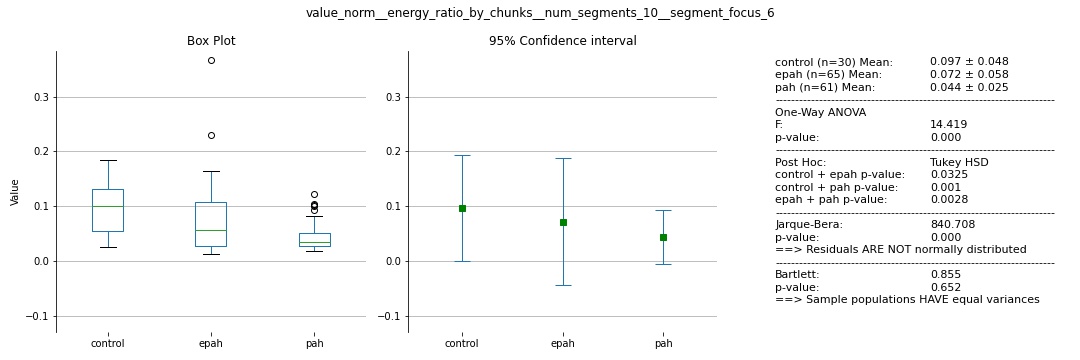 value_norm__energy_ratio_by_chunks__num_segments_10__segment_focus_6
Box Plot
95% Confidence interval
Value
0.3
0.2
0.1
0.0
−0.1
control epah pah
0.3
0.2
0.1
0.0
−0.1
control epah pah
control (n=30) Mean: 0.097 ± 0.048
epah (n=65) Mean: 0.072 ± 0.058
pah (n=61) Mean: 0.044 ± 0.025
One-Way ANOVA
F: 14.419
p-value: 0.000
Post Hoc: Tukey HSD
control + epah p-value: 0.0325
control + pah p-value: 0.001
epah + pah p-value: 0.0028
Jarque-Bera: 840.708
p-value: 0.000
==> Residuals ARE NOT normally distributed
Bartlett: 0.855
p-value: 0.652
==> Sample populations HAVE equal variances